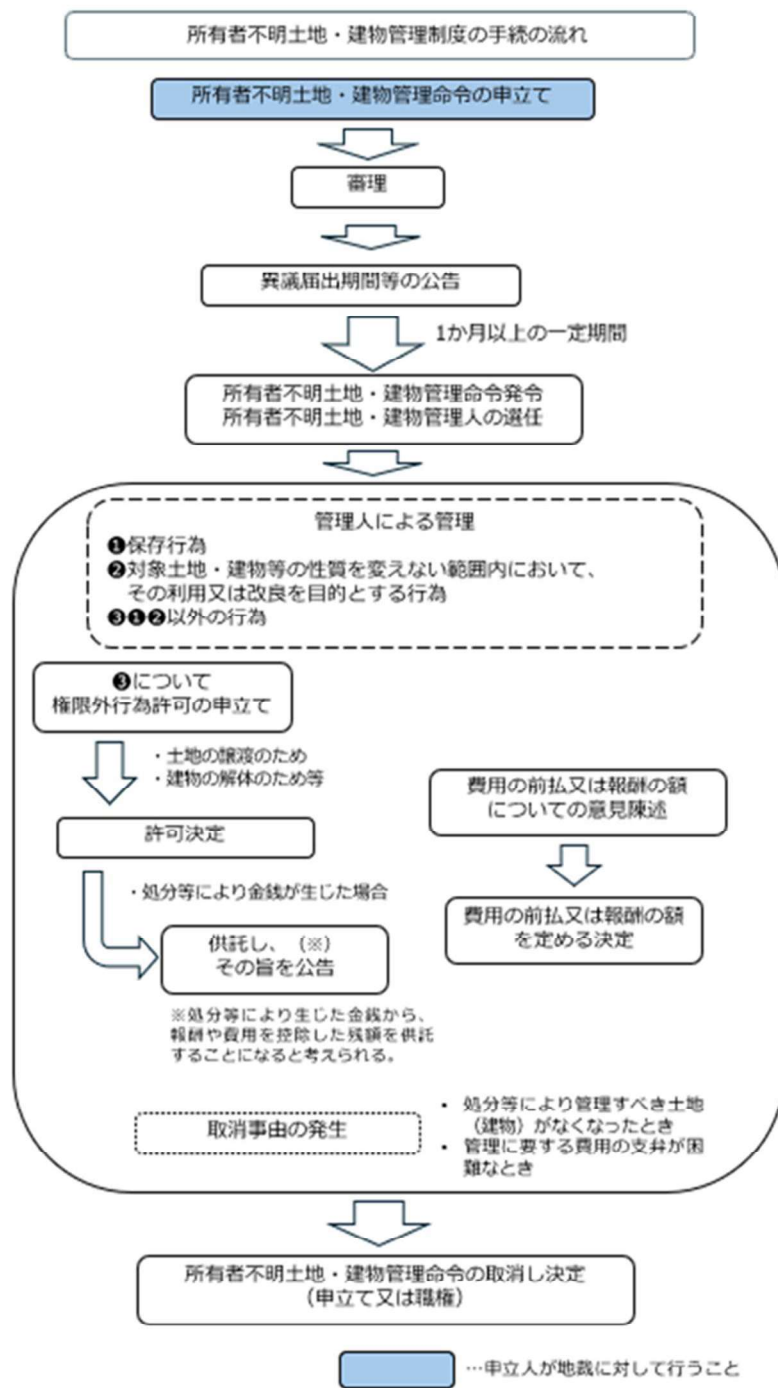 所有者不明土地・建物管理制度の手続の流れ
所有者不明土地・建物管理命令の申立て
審理
異議届出期間等の公告
1か月以上の一定期間
所有者不明土地・建物管理命令発令
所有者不明土地・建物管理人の選任
管理人による管理
❶保存行為
❷対象土地・建物等の性質を変えない範囲内において、
その利用又は改良を目的とする行為
❸❶❷以外の行為
❸について
権限外行為許可の申立て
・土地の譲渡のため
・建物の解体のため等
許可決定
・処分等により金銭が生じた場合
供託し、（※）
その旨を公告
※処分等により生じた金銭から、
報酬や費用を控除した残額を供託
することになると考えられる。
費用の前払又は報酬の額
についての意見陳述
費用の前払又は報酬の額
を定める決定
取消事由の発生
• 処分等により管理すべき土地
（建物）がなくなったとき
• 管理に要する費用の支弁が困
難なとき
所有者不明土地・建物管理命令の取消し決定
（申立て又は職権）
…申立人が地裁に対して行うこと